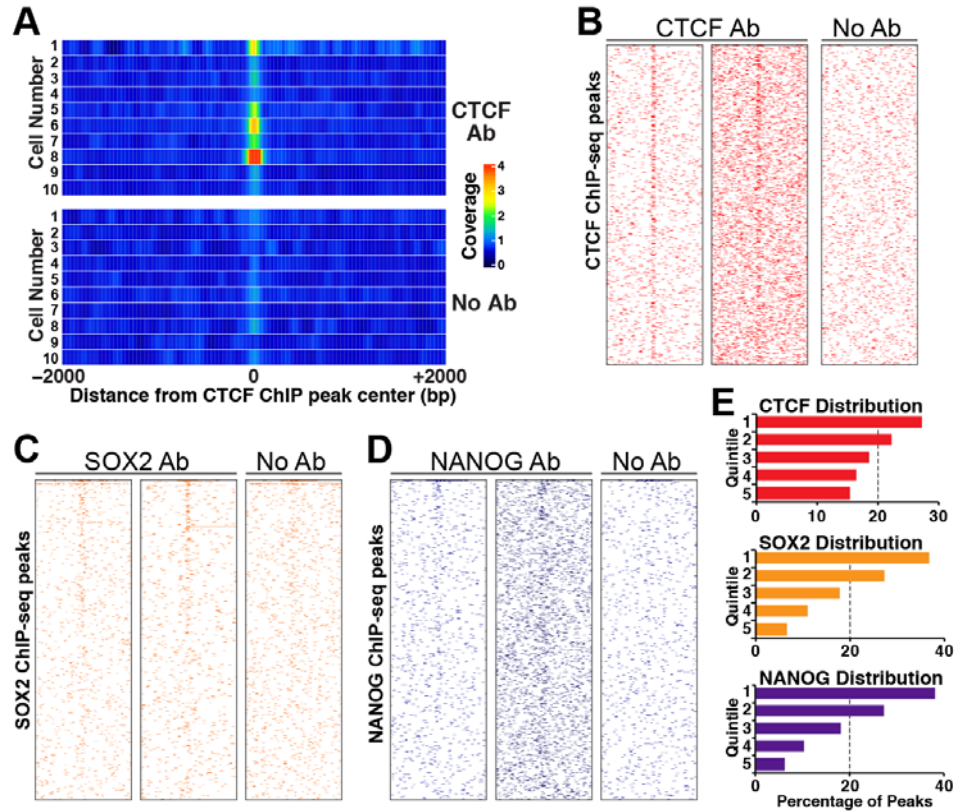 A
Cell Number
1
2
3
4
5
6
7
8
9
10
CTCF
Ab
Coverage
4
3
2
1
0
Cell Number
1
2
3
4
5
6
7
8
9
10
No Ab
−2000 0 +2000
Distance from CTCF ChIP peak center (bp)
B
CTCF Ab No Ab
CTCF ChIP-seq peaks
C
SOX2 Ab No Ab
SOX2 ChIP-seq peaks
D
NANOG Ab No Ab
NANOG ChIP-seq peaks
E
CTCF Distribution
Quintile
1
2
3
4
5
0 10 20 30
SOX2 Distribution
Quintile
1
2
3
4
5
0 20 40
NANOG Distribution
Quintile
1
2
3
4
5
0 20 40
Percentage of Peaks